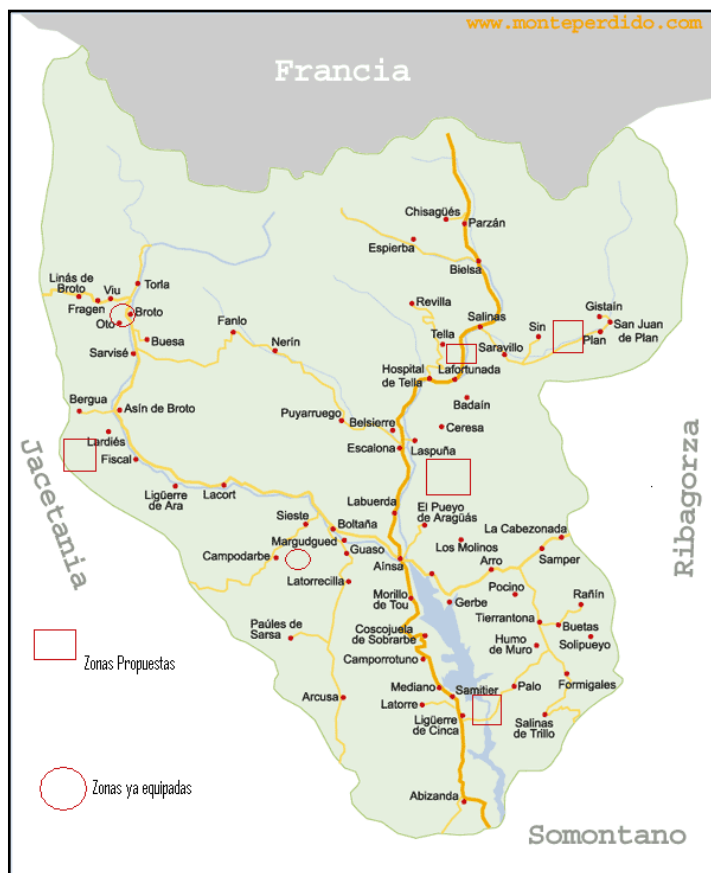 www.monteperdido.com
Francia
Chisagüés
Parzán
Espierba
Bielsa
Linás de
Broto
Viu
Torla
Fragen
Broto
Oto
Buesa
Sarvisé
Fanlo
Nerín
Revilla
Salinas
Tella
Sin
Gistaín
San Juan
de Plan
Plan
Saravillo
Hospital
de Tella
Lafortunada
Badaín
Bergua
Asín de Broto
Puyarruego
Belsierre
Ceresa
Lardiés
Fiscal
Escalona
Laspuña
Jacetania
Ribagorza
Ligüerre
de Ara
Lacort
Labuerda
El Pueyo
de Aragüás
Sieste
Boltaña
La Cabezonada
Margudgued
Guaso
Los Molinos
Campodarbe
Aínsa
Arro
Samper
Latorrecilla
Morillo
de Tou
Gerbe
Pocino
Rañín
Tierrantona
Buetas
Paúles de
Sarsa
Coscojuela
de Sobrarbe
Humo
de Muro
Solipueyo
Zonas Propuestas
Camporrotuno
Mediano
Samitier
Palo
Formigales
Arcusa
Latorre
Ligüerre
de Cinca
Salinas
de Trillo
Zonas ya equipadas
Abizanda
Somontano